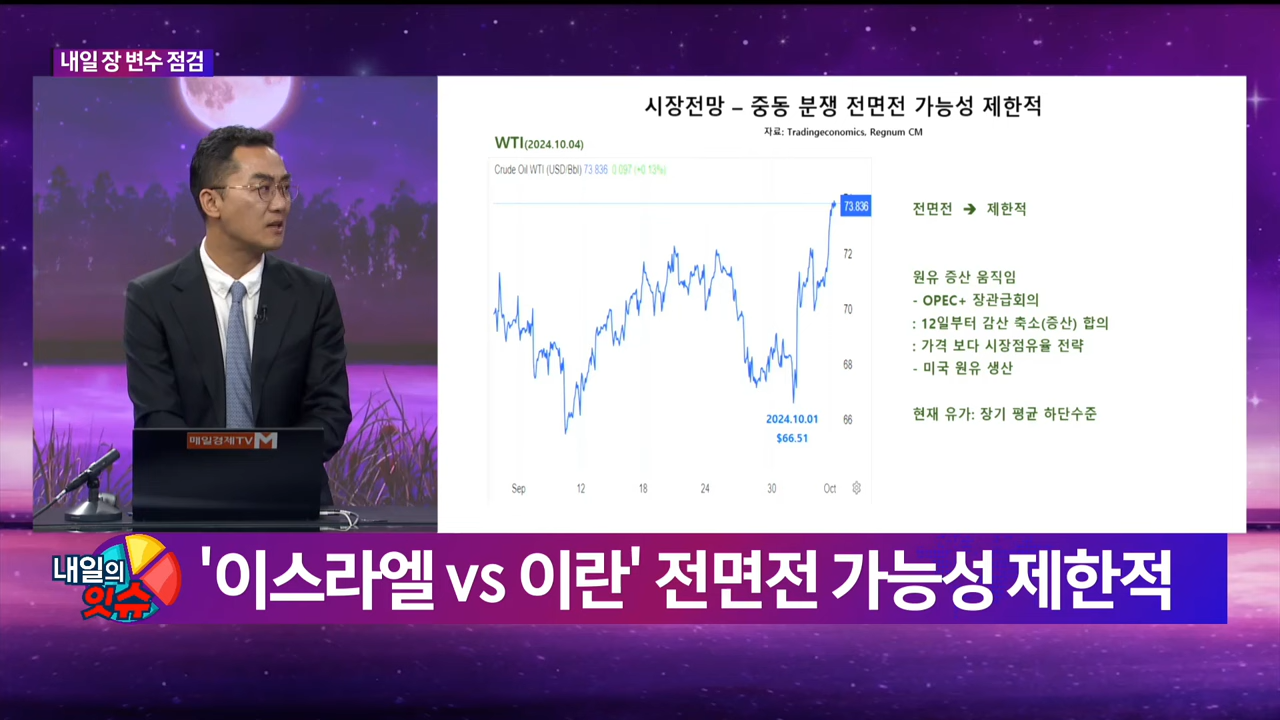 내일 장 변수 점검
시장전망 – 중동 분쟁 전면전 가능성 제한적
자료: Tradingeconomics, Regnum CM
WTI(2024.10.04)
Crude Oil WTI (USD/Bbl) 73.836 0.097 (+0.13%)
73.836
72
70
68
66
2024.10.01
$66.51
Sep 12 18 24 30 Oct
전면전 ➔ 제한적
원유 증산 움직임
- OPEC+ 장관급회의
: 12일부터 감산 축소(증산) 합의
: 가격 보다 시장점유율 전략
- 미국 원유 생산
현재 유가: 장기 평균 하단수준
매일경제TV M
내일의
잇슈
'이스라엘 vs 이란' 전면전 가능성 제한적